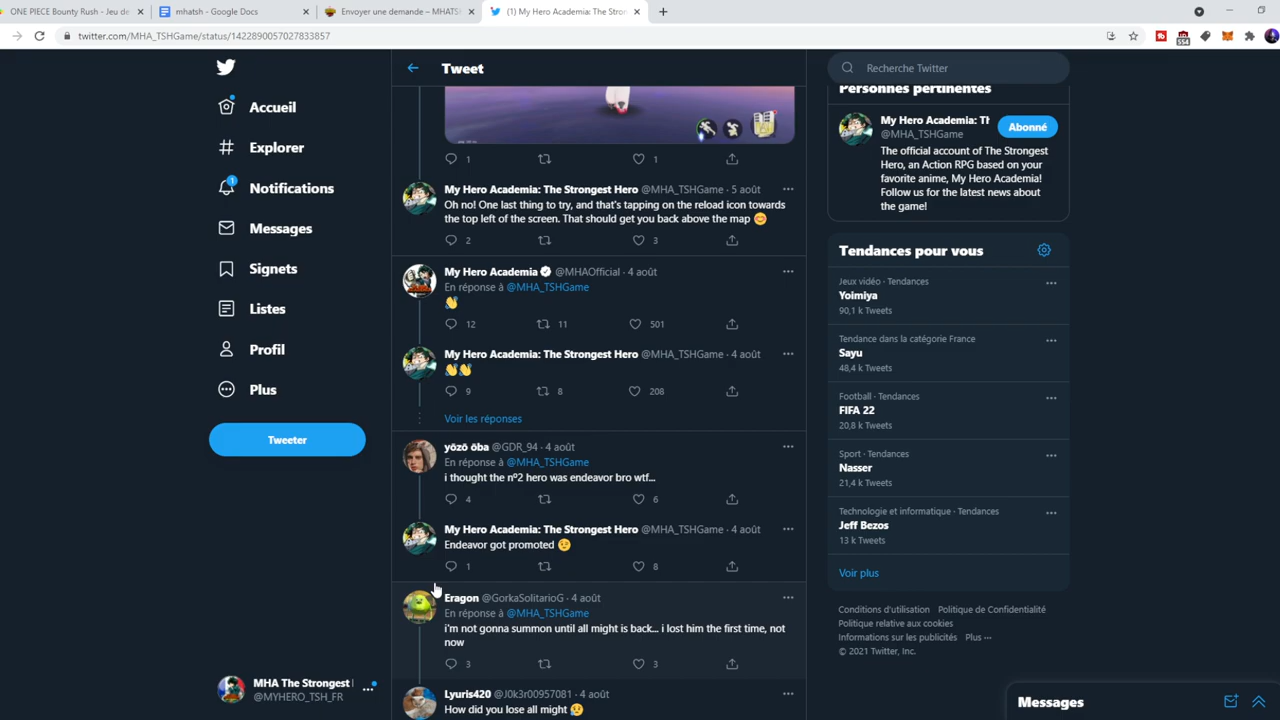 ONE PIECE Bounty Rush - Jeu de
mhatsh - Google Docs
Envoyer une demande – MHATS
(1) My Hero Academia: The Stron
twitter.com/MHA_TSHGame/status/1422890057027833857
554
Accueil
Explorer
1
Notifications
Messages
Signets
Listes
Profil
Plus
Tweeter
MHA The Strongest
@MYHERO_TSH_FR
Tweet
1
1
My Hero Academia: The Strongest Hero @MHA_TSHGame · 5 août
Oh no! One last thing to try, and that's tapping on the reload icon towards
the top left of the screen. That should get you back above the map 😊
2
3
My Hero Academia @MHAOfficial · 4 août
En réponse à @MHA_TSHGame
👋
12
11
501
My Hero Academia: The Strongest Hero @MHA_TSHGame · 4 août
👋👋
9
8
208
Voir les réponses
yōzō ōba @GDR_94 · 4 août
En réponse à @MHA_TSHGame
i thought the nº2 hero was endeavor bro wtf...
4
6
My Hero Academia: The Strongest Hero @MHA_TSHGame · 4 août
Endeavor got promoted 🤨
1
8
Eragon @GorkaSolitarioG · 4 août
En réponse à @MHA_TSHGame
i'm not gonna summon until all might is back... i lost him the first time, not
now
3
3
Lyuris420 @J0k3r00957081 · 4 août
How did you lose all might 😥
Recherche Twitter
Personnes pertinentes
My Hero Academia: Th
@MHA_TSHGame
Abonné
The official account of The Strongest
Hero, an Action RPG based on your
favorite anime, My Hero Academia!
Follow us for the latest news about
the game!
Tendances pour vous
Jeux vidéo · Tendances
Yoimiya
90,1 k Tweets
Tendance dans la catégorie France
Sayu
48,4 k Tweets
Football · Tendances
FIFA 22
20,8 k Tweets
Sport · Tendances
Nasser
21,4 k Tweets
Technologie et informatique · Tendances
Jeff Bezos
13 k Tweets
Voir plus
Conditions d'utilisation Politique de Confidentialité
Politique relative aux cookies
Informations sur les publicités Plus ···
© 2021 Twitter, Inc.
Messages